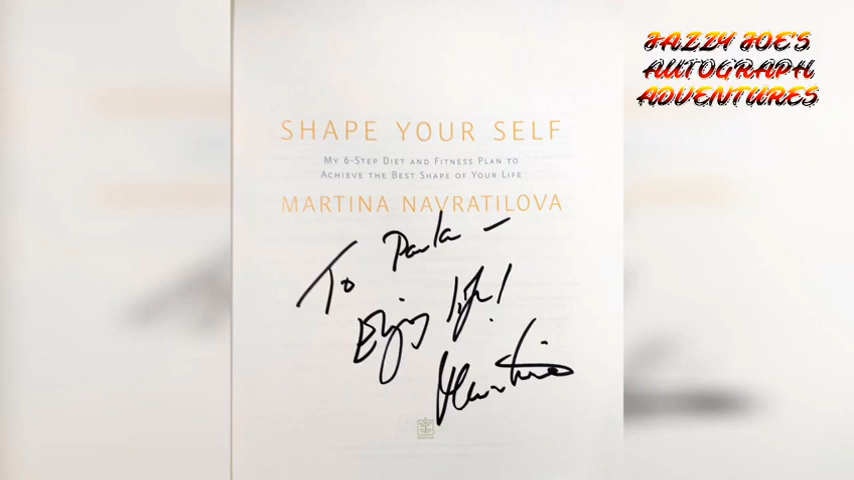 JAZZY JOE'S
AUTOGRAPH
ADVENTURES
SHAPE YOUR SELF
MY 6-STEP DIET AND FITNESS PLAN TO
ACHIEVE THE BEST SHAPE OF YOUR LIFE
MARTINA NAVRATILOVA
To Paula —
Enjoy life!
Martina